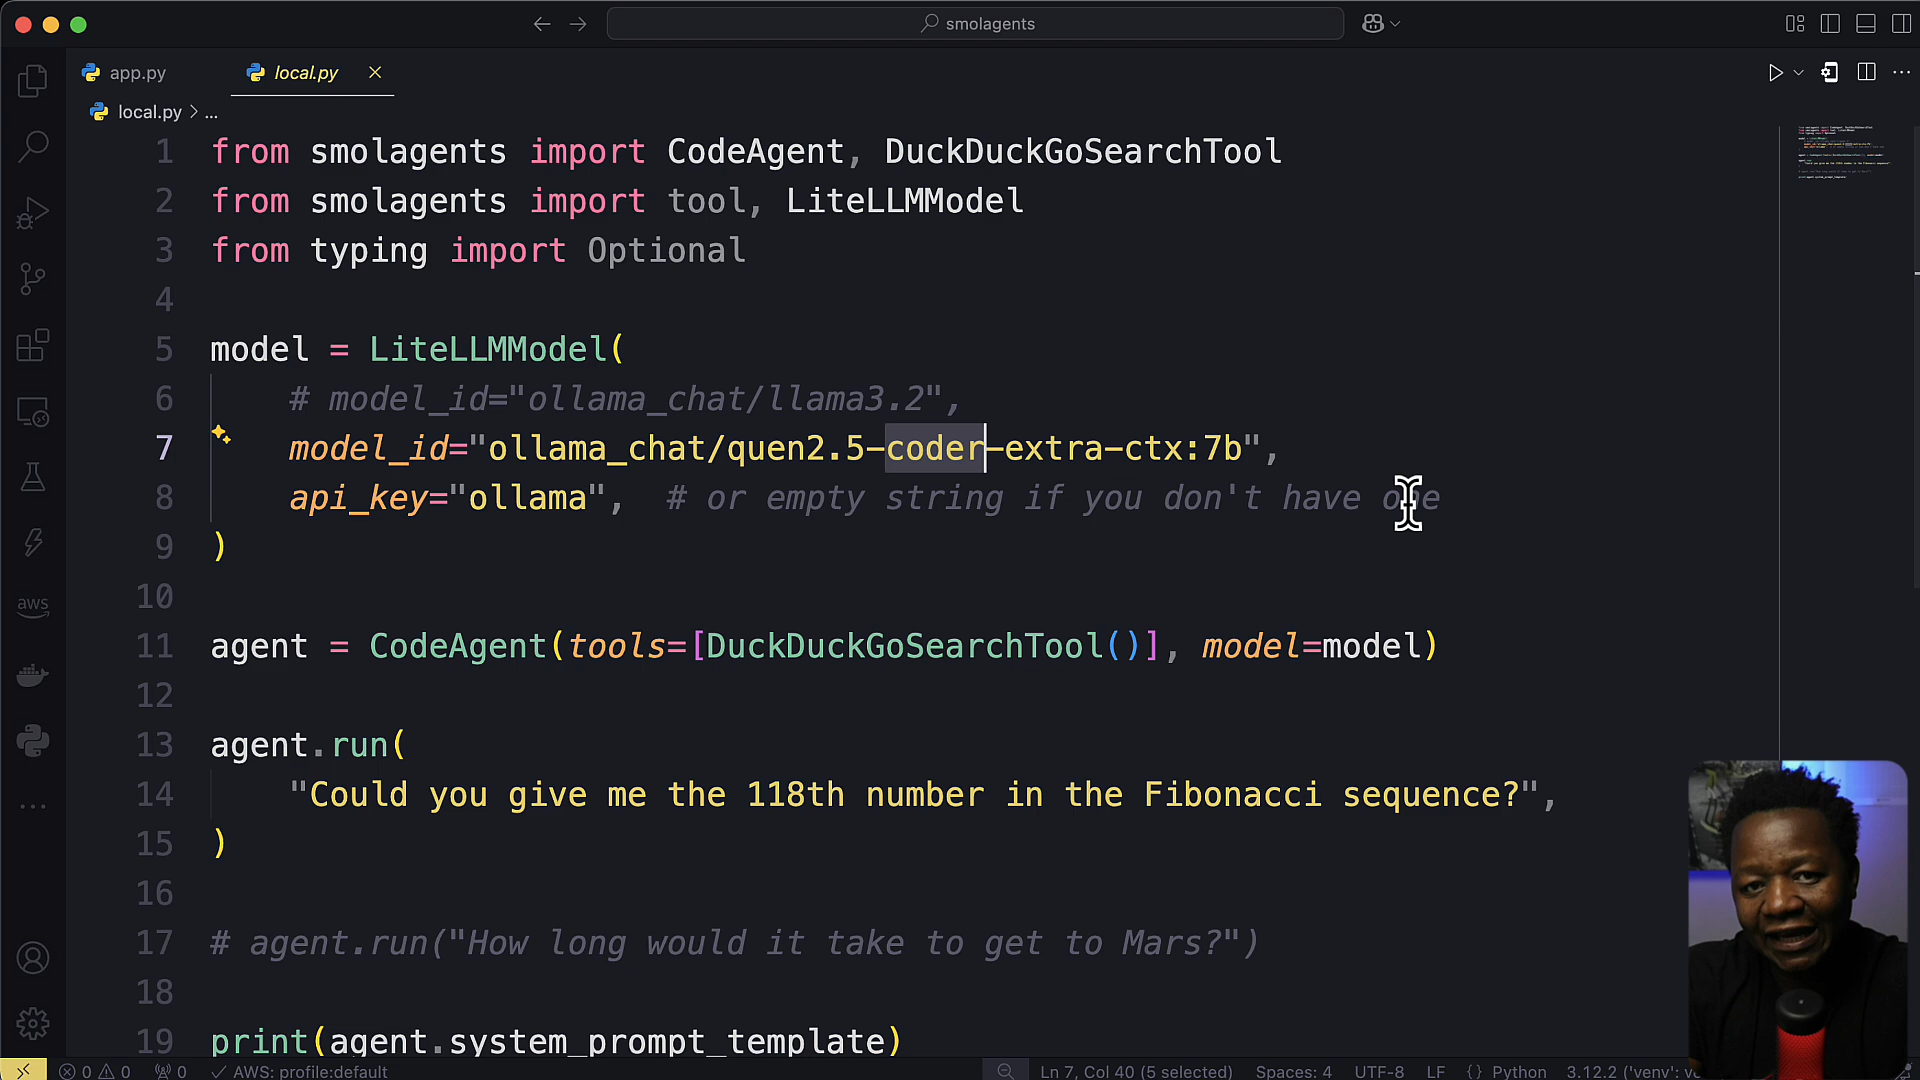 smolagents
app.py
local.py
local.py > ...
1 from smolagents import CodeAgent, DuckDuckGoSearchTool
2 from smolagents import tool, LiteLLMModel
3 from typing import Optional
4
5 model = LiteLLMModel(
6 # model_id="ollama_chat/llama3.2",
7 model_id="ollama_chat/quen2.5-coder-extra-ctx:7b",
8 api_key="ollama", # or empty string if you don't have one
9 )
10
11 agent = CodeAgent(tools=[DuckDuckGoSearchTool()], model=model)
12
13 agent.run(
14 "Could you give me the 118th number in the Fibonacci sequence?",
15 )
16
17 # agent.run("How long would it take to get to Mars?")
18
19 print(agent.system_prompt_template)
aws
0 0 0 AWS: profile:default Ln 7, Col 40 (5 selected) Spaces: 4 UTF-8 LF {} Python 3.12.2 ('venv':